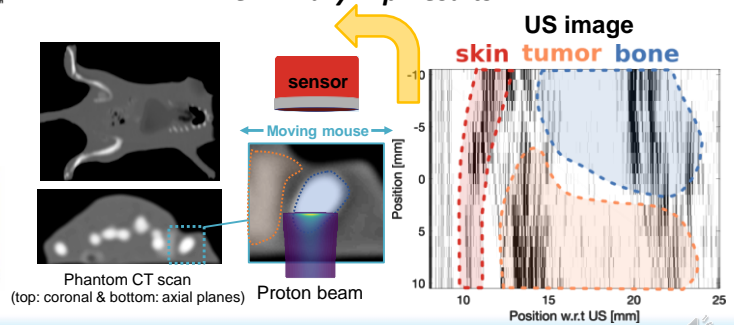 US image
skin tumor bone
sensor
Moving mouse
Position [mm]
-10
-5
0
5
10
10 15 20 25
Position w.r.t US [mm]
Phantom CT scan
(top: coronal & bottom: axial planes)
Proton beam